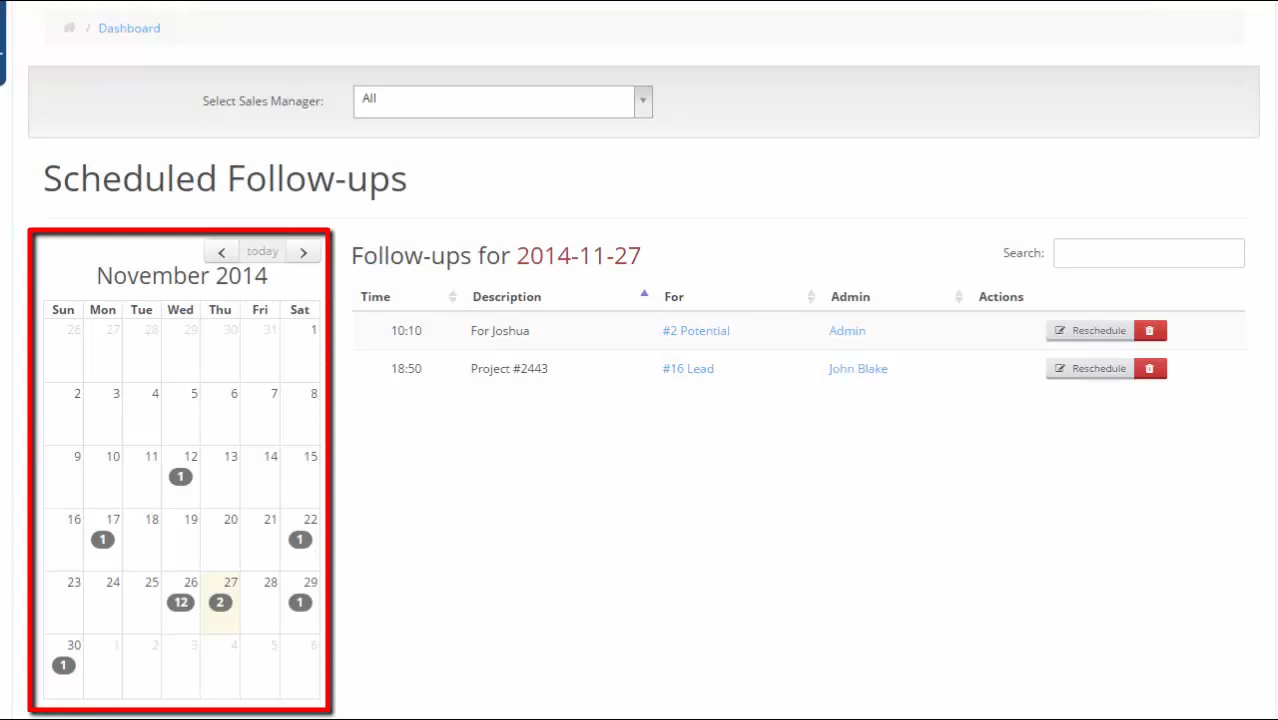 / Dashboard
Select Sales Manager: All
Scheduled Follow-ups
today
November 2014
Sun Mon Tue Wed Thu Fri Sat
26 27 28 29 30 31 1
2 3 4 5 6 7 8
9 10 11 12 13 14 15
1
16 17 18 19 20 21 22
1 1
23 24 25 26 27 28 29
12 2 1
30 1 2 3 4 5 6
1
Follow-ups for 2014-11-27
Search:
Time Description For Admin Actions
10:10 For Joshua #2 Potential Admin Reschedule
18:50 Project #2443 #16 Lead John Blake Reschedule